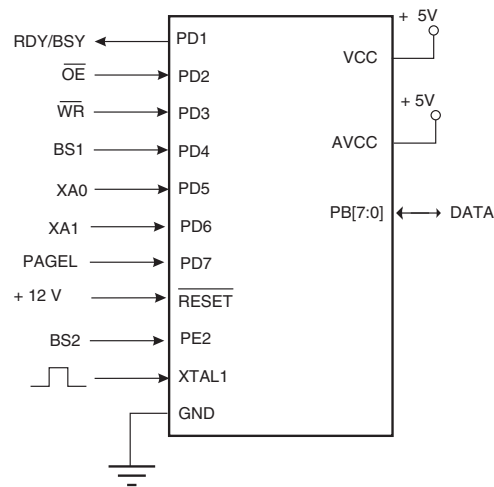 + 5V
RDY/BSY PD1
VCC
OE PD2
+ 5V
WR PD3
BS1 PD4
AVCC
XA0 PD5
PB[7:0] DATA
XA1 PD6
PAGEL PD7
+ 12 V RESET
BS2 PE2
XTAL1
GND